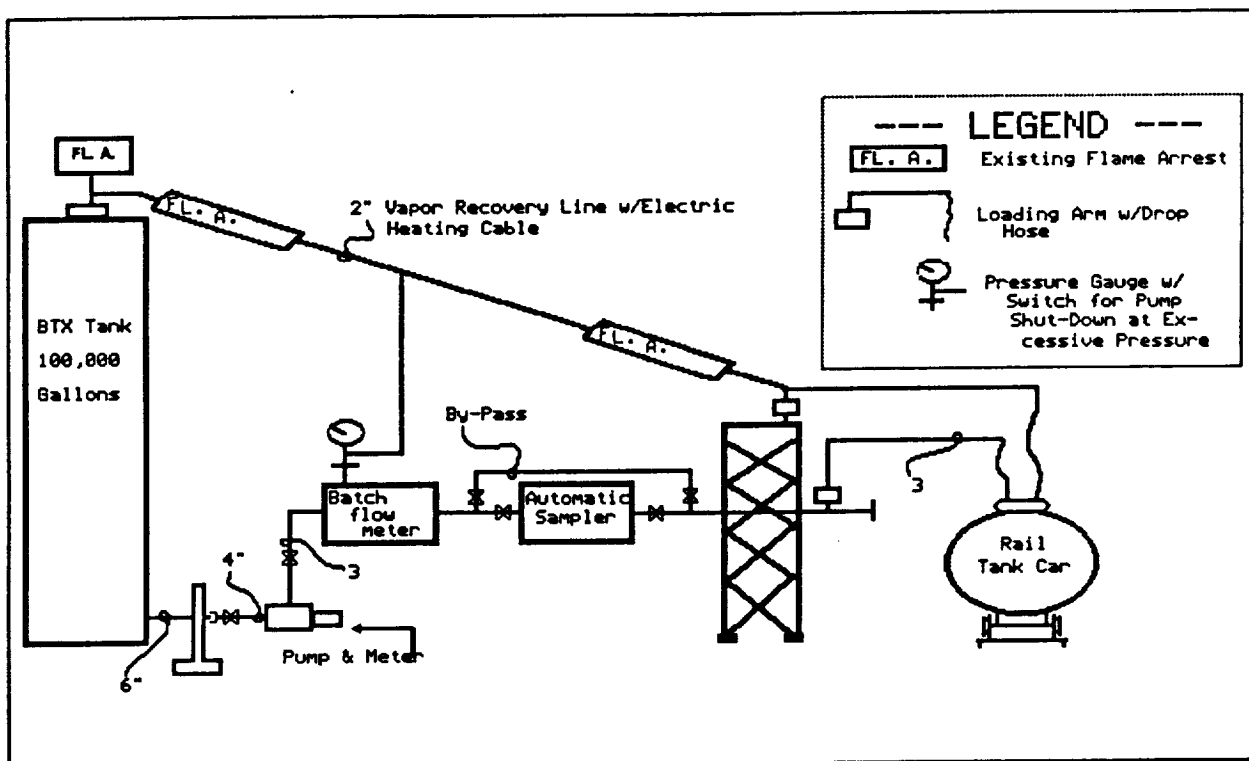 --- LEGEND ---
FL. A. Existing Flame Arrest
Loading Arm w/Drop
Hose
Pressure Gauge w/
Switch for Pump
Shut-Down at Ex-
cessive Pressure
FL. A.
FL. A.
2" Vapor Recovery Line w/Electric
Heating Cable
FL. A.
BTX Tank
100,000
Gallons
By-Pass
Batch
flow
meter
Automatic
Sampler
3
3
4"
6"
Pump & Meter
Rail
Tank Car